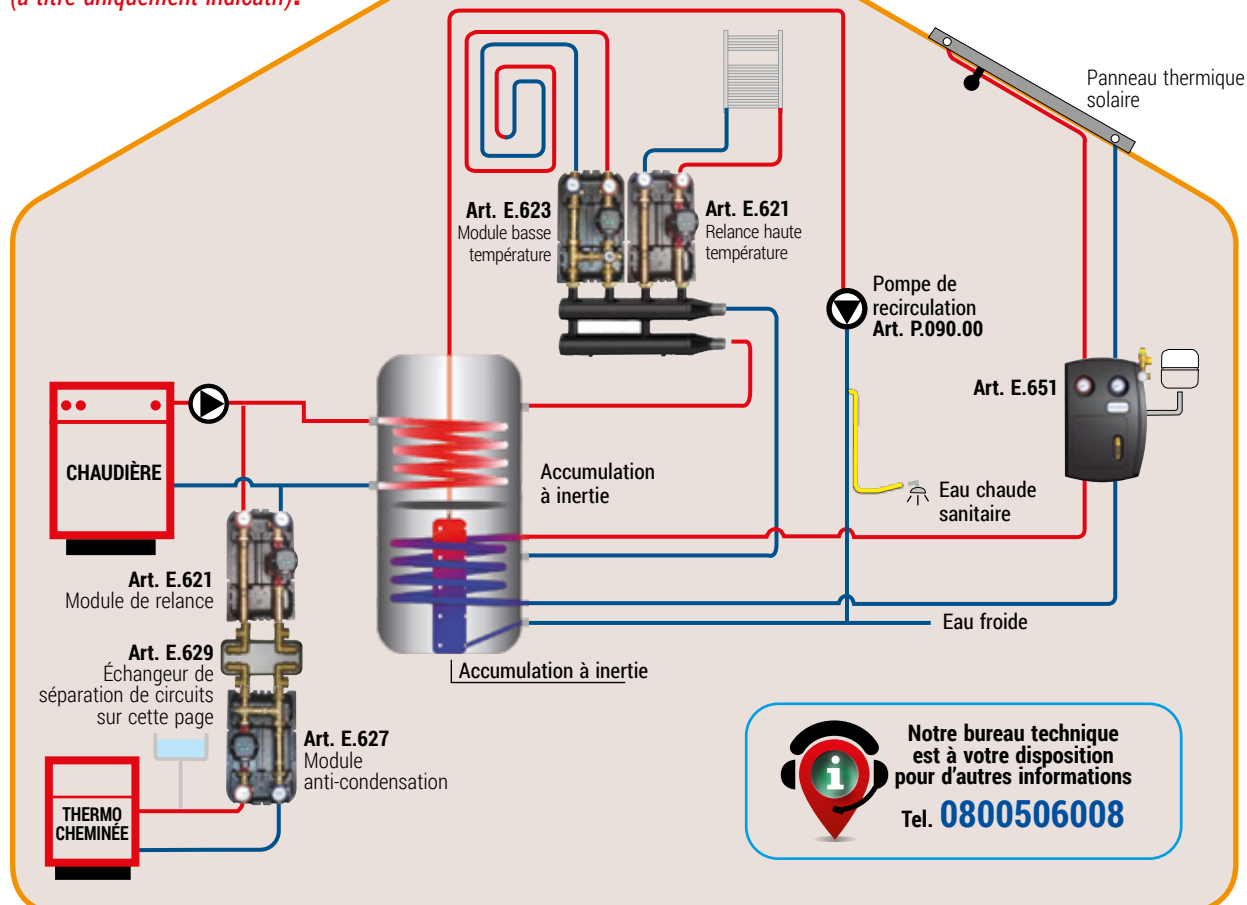 (à titre uniquement indicatif).
Panneau thermique
solaire
Art. E.623
Module basse
température
Art. E.621
Relance haute
température
Pompe de
recirculation
Art. P.090.00
Art. E.651
CHAUDIÈRE
Accumulation
à inertie
Eau chaude
sanitaire
Art. E.621
Module de relance
Eau froide
Art. E.629
Échangeur de
séparation de circuits
sur cette page
Accumulation à inertie
Art. E.627
Module
anti-condensation
THERMO
CHEMINÉE
i
Notre bureau technique
est à votre disposition
pour d'autres informations
Tel. 0800506008